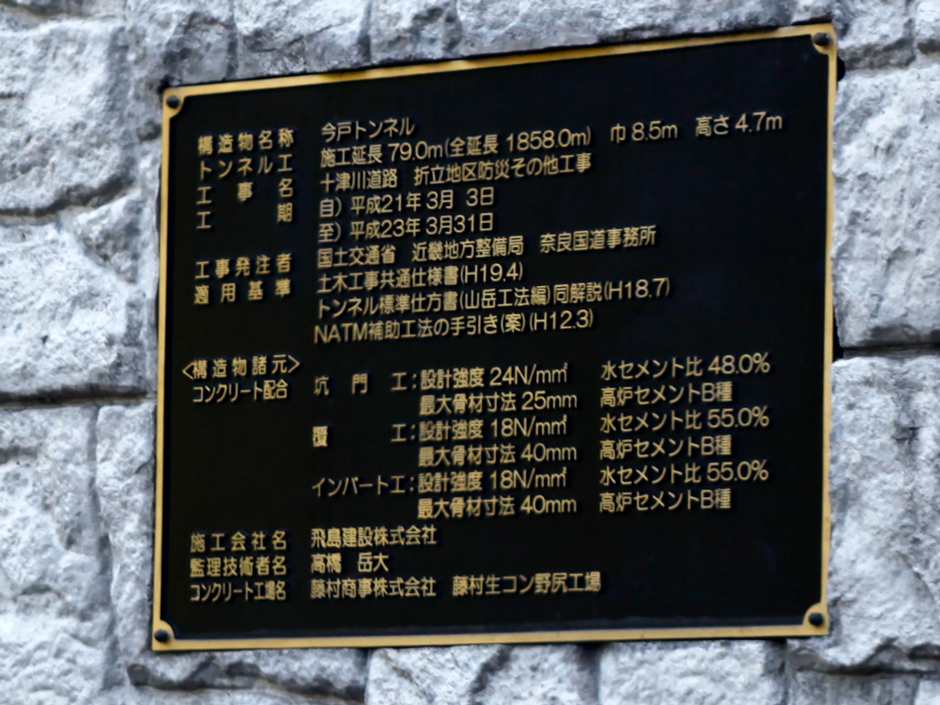 構造物名称 今戸トンネル
トンネル工 施工延長 79.0m(全延長 1858.0m) 巾 8.5m 高さ 4.7m
工事名 十津川道路 折立地区防災その他工事
工期 自) 平成21年 3月 3日
至) 平成23年 3月31日
工事発注者 国土交通省 近畿地方整備局 奈良国道事務所
適用基準 土木工事共通仕様書(H19.4)
トンネル標準仕方書(山岳工法編)同解説(H18.7)
NATM補助工法の手引き(案)(H12.3)
<構造物諸元>
コンクリート配合 坑門工:設計強度 24N/mm² 水セメント比 48.0%
最大骨材寸法 25mm 高炉セメントB種
覆工:設計強度 18N/mm² 水セメント比 55.0%
最大骨材寸法 40mm 高炉セメントB種
インバート工:設計強度 18N/mm² 水セメント比 55.0%
最大骨材寸法 40mm 高炉セメントB種
施工会社名 飛島建設株式会社
監理技術者名 高橋 岳大
コンクリート工場名 藤村商事株式会社 藤村生コン野尻工場